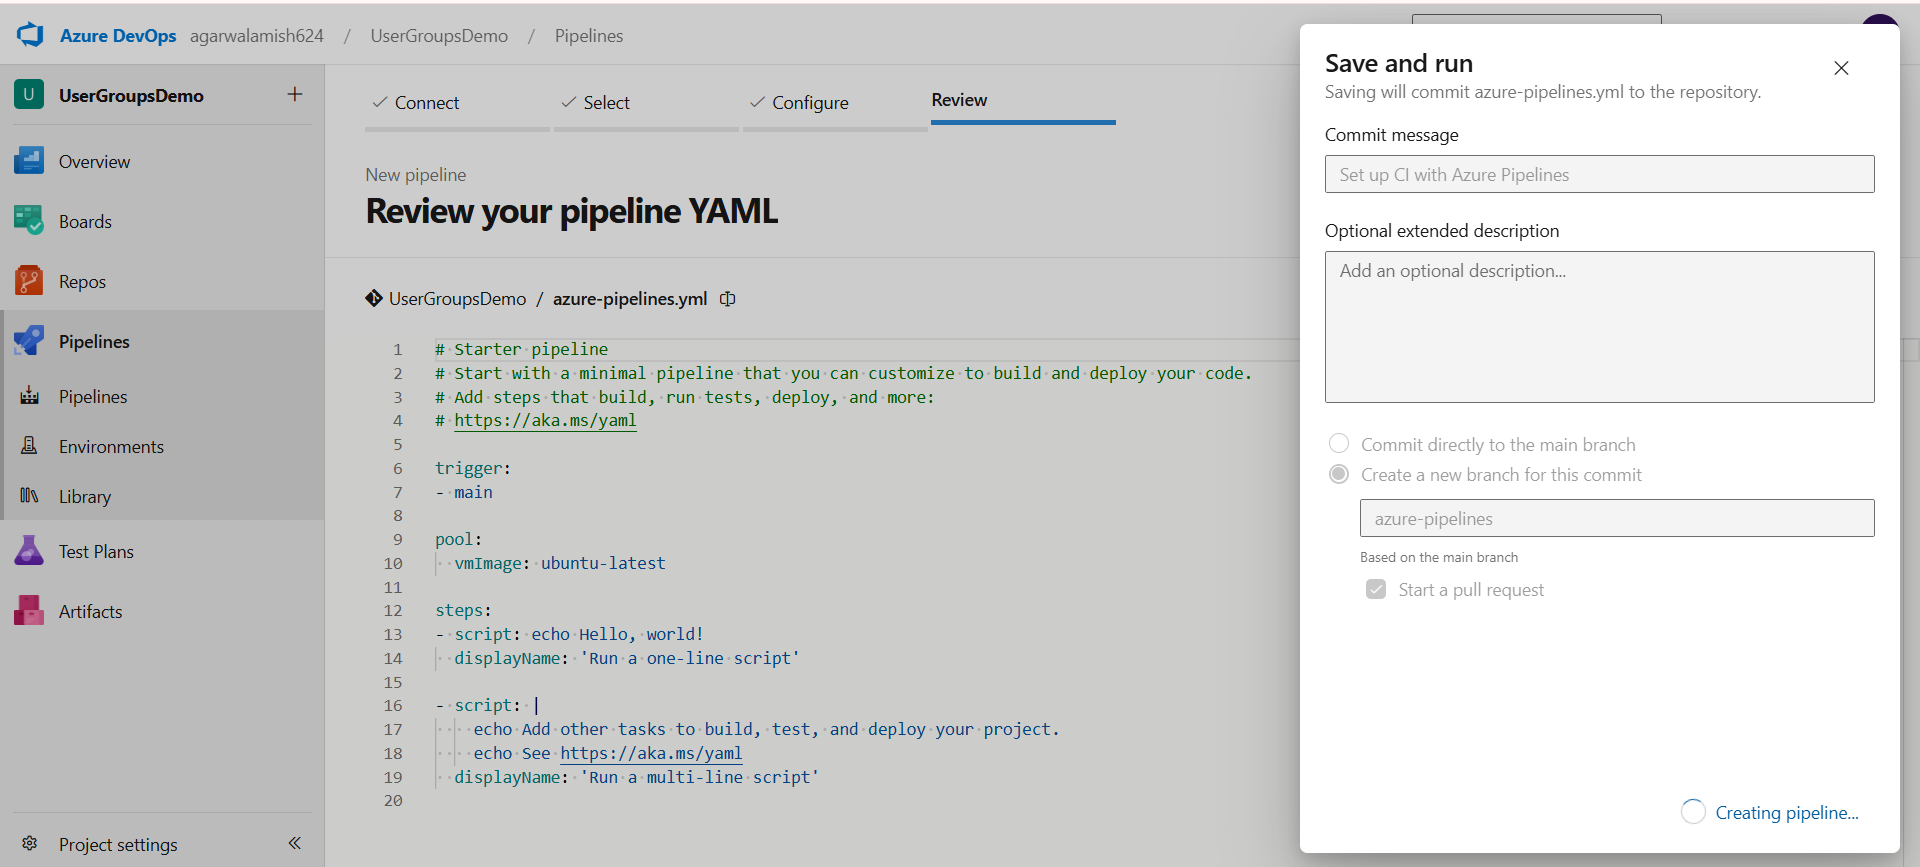 Azure DevOps agarwalamish624 / UserGroupsDemo / Pipelines
U UserGroupsDemo +
Overview
Boards
Repos
Pipelines
Pipelines
Environments
Library
Test Plans
Artifacts
Project settings
Connect Select Configure Review
New pipeline
Review your pipeline YAML
UserGroupsDemo / azure-pipelines.yml
1 # Starter pipeline
2 # Start with a minimal pipeline that you can customize to build and deploy your code.
3 # Add steps that build, run tests, deploy, and more:
4 # https://aka.ms/yaml
5
6 trigger:
7 - main
8
9 pool:
10 vmImage: ubuntu-latest
11
12 steps:
13 - script: echo Hello, world!
14 displayName: 'Run a one-line script'
15
16 - script: |
17 echo Add other tasks to build, test, and deploy your project.
18 echo See https://aka.ms/yaml
19 displayName: 'Run a multi-line script'
20
Save and run
Saving will commit azure-pipelines.yml to the repository.
Commit message
Set up CI with Azure Pipelines
Optional extended description
Add an optional description...
Commit directly to the main branch
Create a new branch for this commit
azure-pipelines
Based on the main branch
Start a pull request
Creating pipeline...